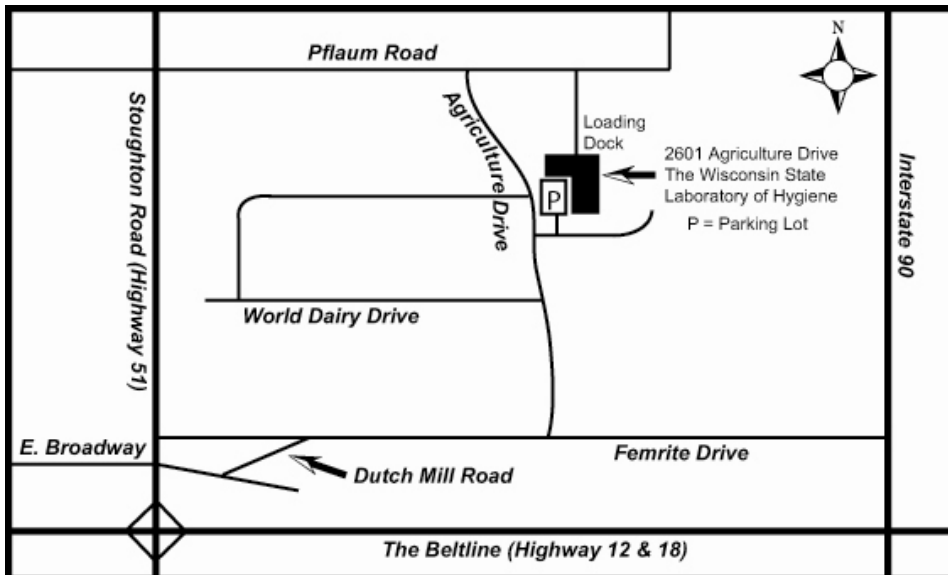 N
Pflaum Road
Stoughton Road (Highway 51)
Agriculture Drive
Loading
Dock
2601 Agriculture Drive
The Wisconsin State
Laboratory of Hygiene
P = Parking Lot
P
Interstate 90
World Dairy Drive
E. Broadway
Femrite Drive
Dutch Mill Road
The Beltline (Highway 12 & 18)